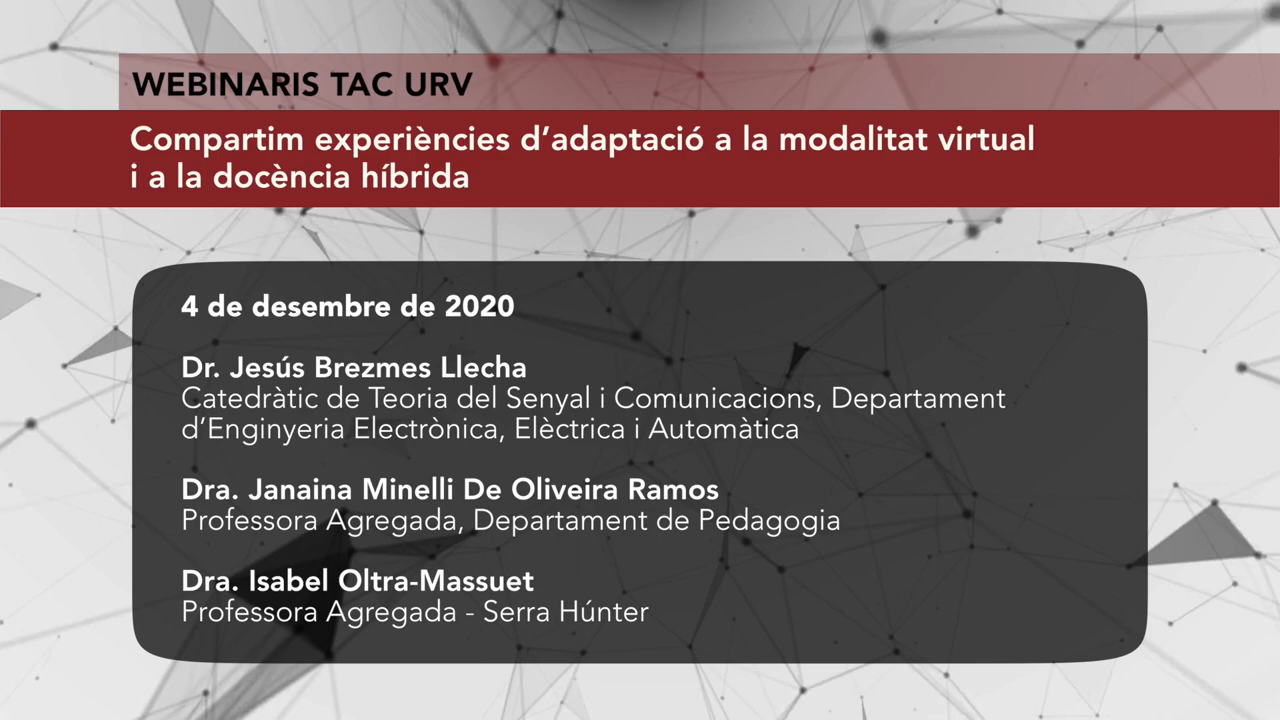 WEBINARIS TAC URV
Compartim experiències d’adaptació a la modalitat virtual
i a la docència híbrida
4 de desembre de 2020
Dr. Jesús Brezmes Llecha
Catedràtic de Teoria del Senyal i Comunicacions, Departament
d’Enginyeria Electrònica, Elèctrica i Automàtica
Dra. Janaina Minelli De Oliveira Ramos
Professora Agregada, Departament de Pedagogia
Dra. Isabel Oltra-Massuet
Professora Agregada - Serra Húnter